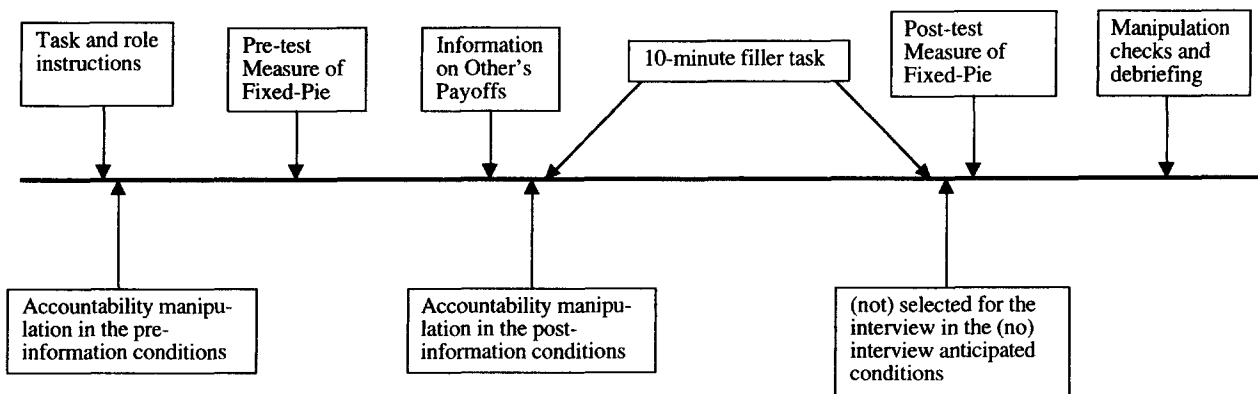 Task and role
instructions
Pre-test
Measure of
Fixed-Pie
Information
on Other's
Payoffs
10-minute filler task
Post-test
Measure of
Fixed-Pie
Manipulation
checks and
debriefing
Accountability manipu-
lation in the pre-
information conditions
Accountability manipu-
lation in the post-
information conditions
(not) selected for the
interview in the (no)
interview anticipated
conditions